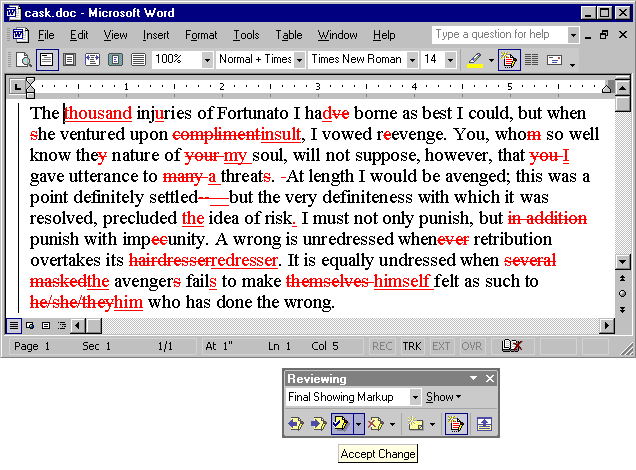 cask.doc - Microsoft Word
File Edit View Insert Format Tools Table Window Help Type a question for help
100% Normal + Times Times New Roman 14
1 2 3 4 5
The thousand injuries of Fortunato I hadve borne as best I could, but when
she ventured upon complimentinsult, I vowed reevenge. You, whom so well
know they nature of your my soul, will not suppose, however, that you I
gave utterance to many a threats. -At length I would be avenged; this was a
point definitely settled--—but the very definiteness with which it was
resolved, precluded the idea of risk. I must not only punish, but in addition
punish with impecunity. A wrong is unredressed whenever retribution
overtakes its hairdresserredresser. It is equally undressed when several
maskedthe avengers fails to make themselves himself felt as such to
he/she/theyhim who has done the wrong.
Page 1 Sec 1 1/1 At 1" Ln 1 Col 5 REC TRK EXT OVR
Reviewing
Final Showing Markup Show
Accept Change